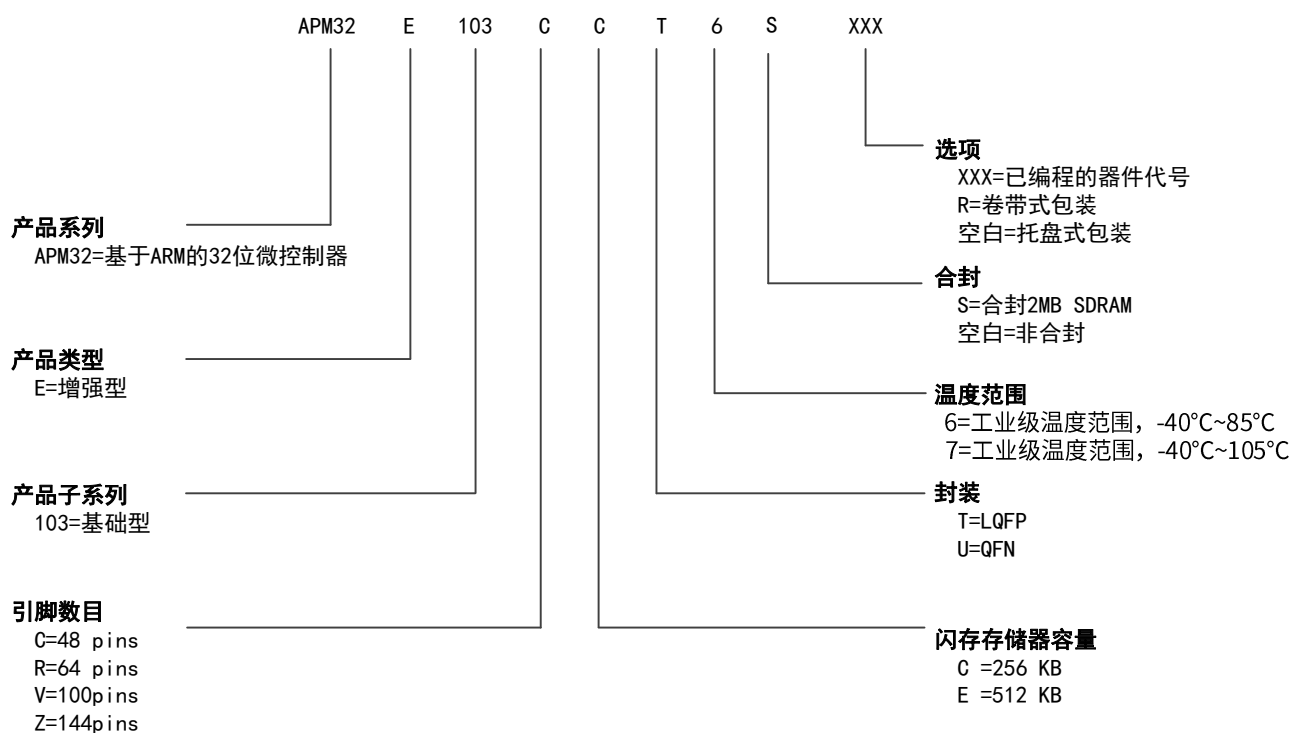 APM32 E 103 C C T 6 S XXX
产品系列
APM32=基于ARM的32位微控制器
产品类型
E=增强型
产品子系列
103=基础型
引脚数目
C=48 pins
R=64 pins
V=100pins
Z=144pins
选项
XXX=已编程的器件代号
R=卷带式包装
空白=托盘式包装
合封
S=合封2MB SDRAM
空白=非合封
温度范围
6=工业级温度范围，-40℃~85℃
7=工业级温度范围，-40℃~105℃
封装
T=LQFP
U=QFN
闪存存储器容量
C =256 KB
E =512 KB